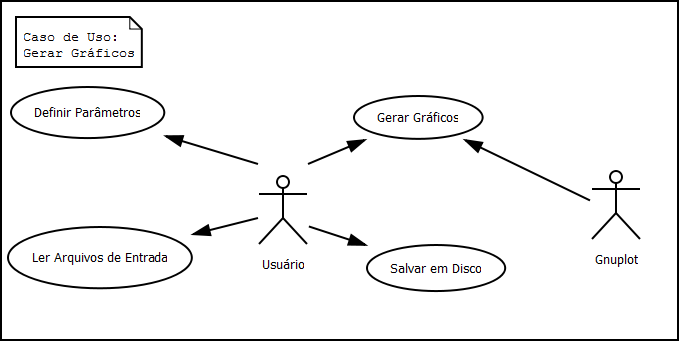 Caso de Uso:
Gerar Gráficos
Definir Parâmetros
Gerar Gráficos
Ler Arquivos de Entrada
Usuário
Salvar em Disco
Gnuplot